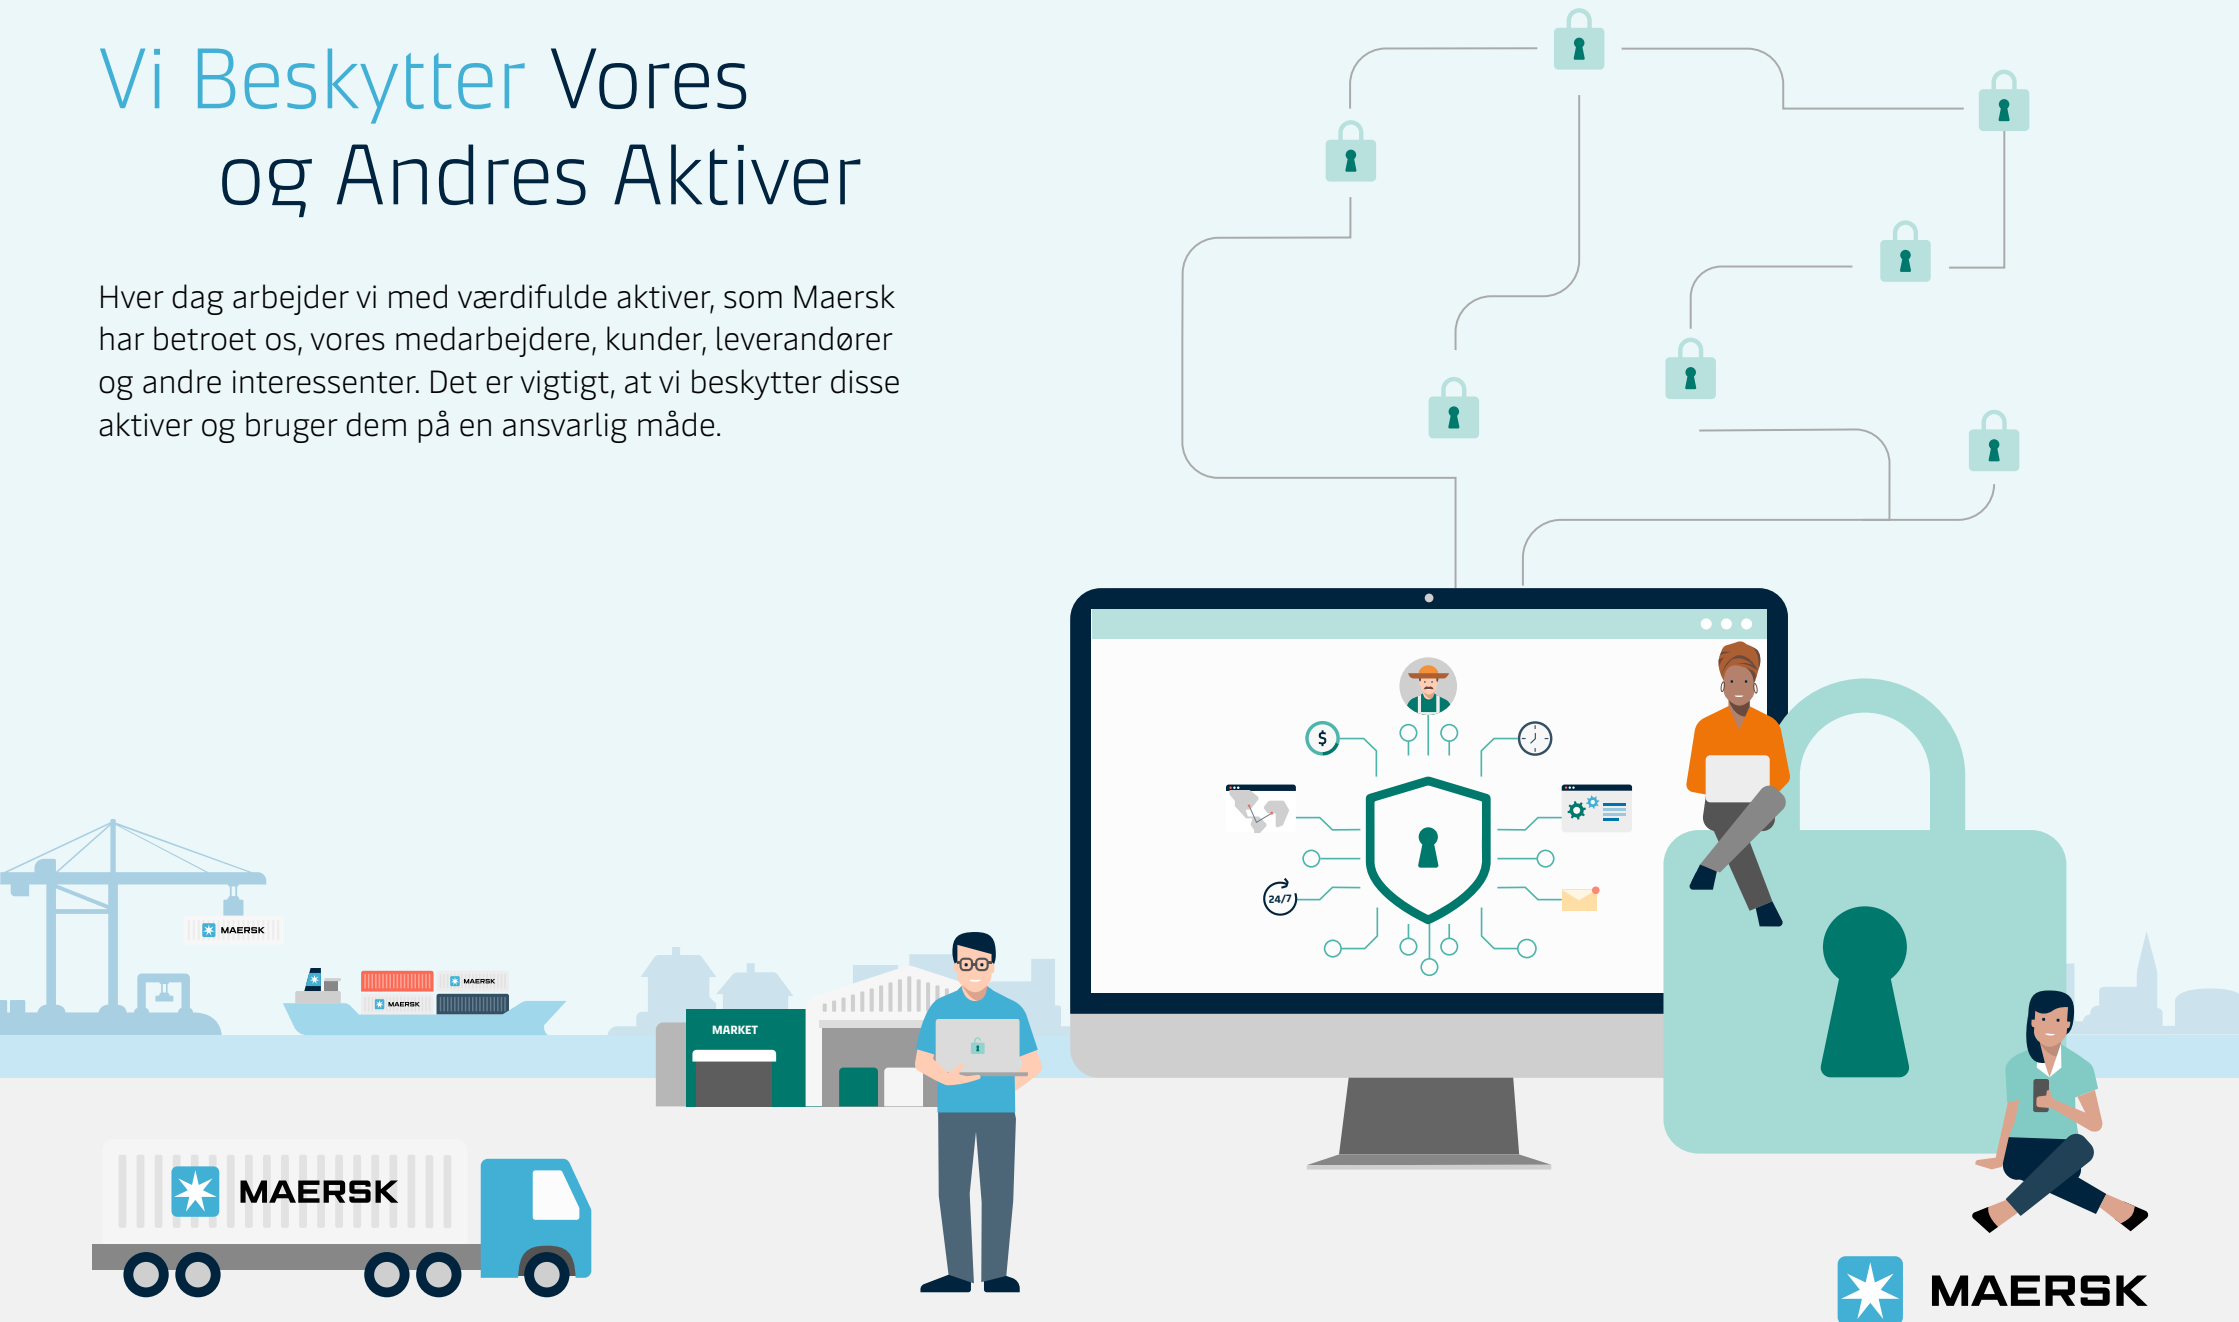 Vi Beskytter Vores
og Andres Aktiver
Hver dag arbejder vi med værdifulde aktiver, som Maersk
har betroet os, vores medarbejdere, kunder, leverandører
og andre interessenter. Det er vigtigt, at vi beskytter disse
aktiver og bruger dem på en ansvarlig måde.
$
24/7
MAERSK
MAERSK
MAERSK
MARKET
MAERSK
MAERSK